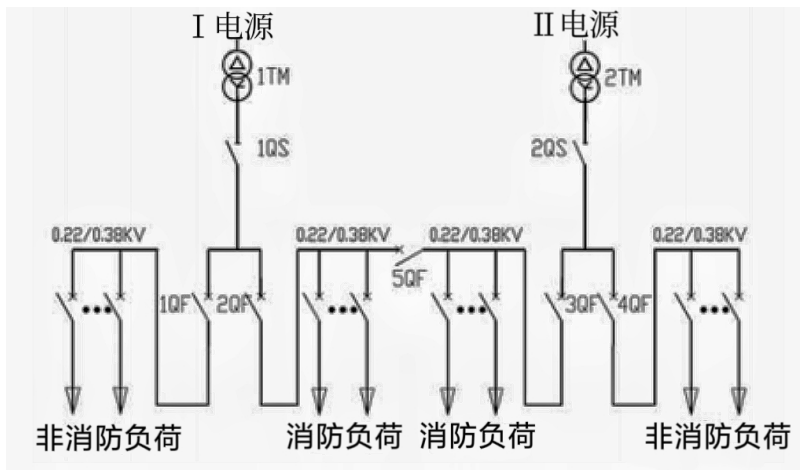 Ⅰ电源 Ⅱ电源
1TM 2TM
1QS 2QS
0.22/0.38KV 0.22/0.38KV 0.22/0.38KV 0.22/0.38KV
5QF
1QF 2QF 3QF 4QF
非消防负荷 消防负荷 消防负荷 非消防负荷